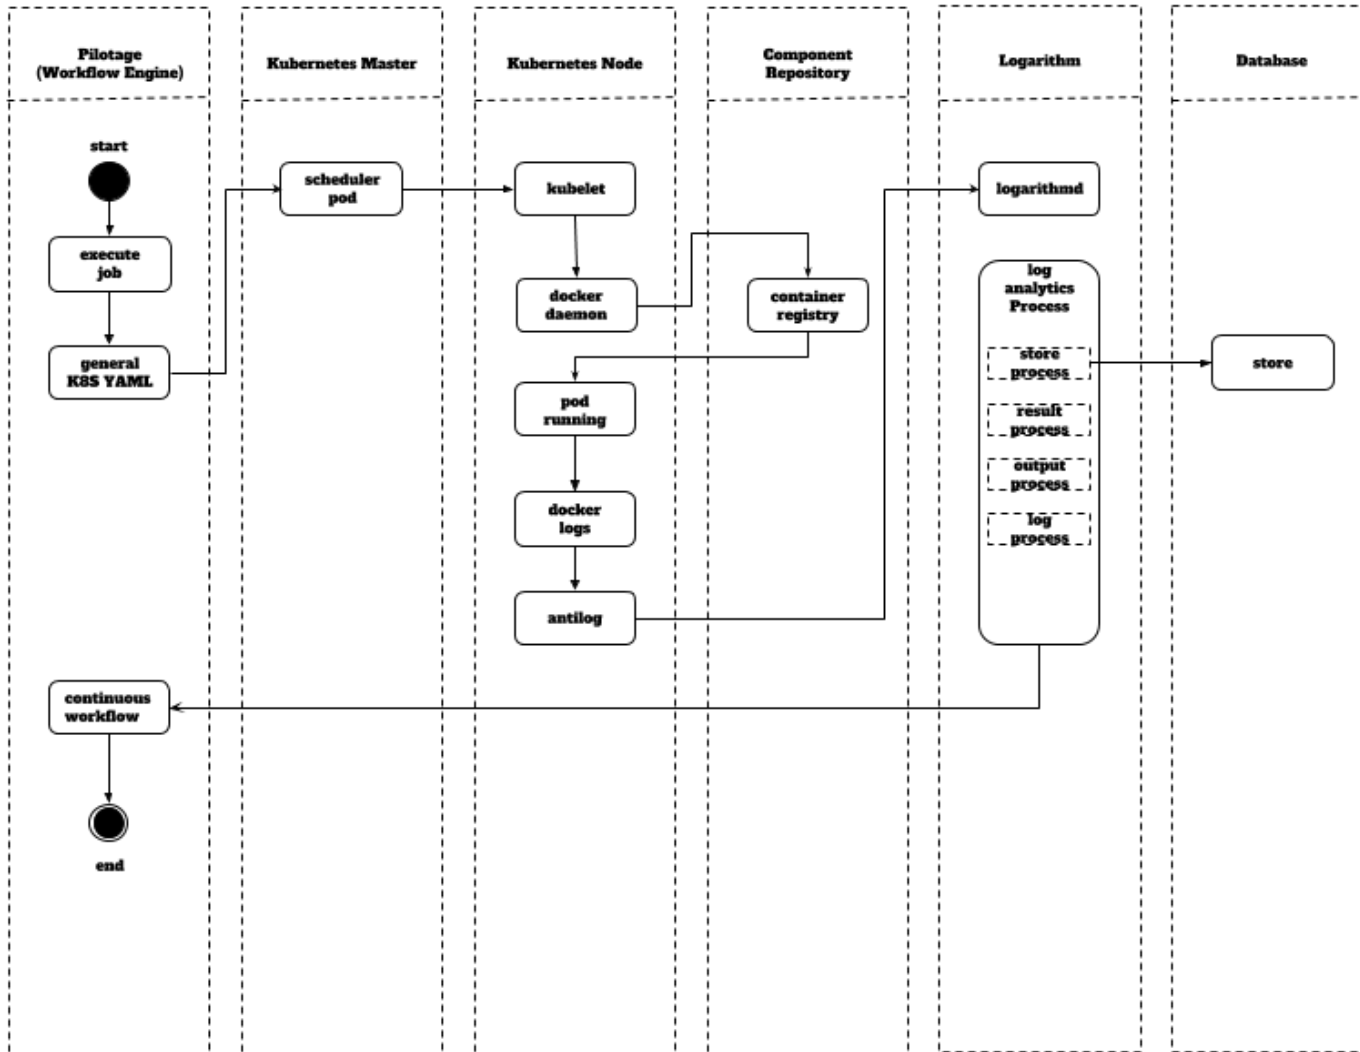 Pilotage
(Workflow Engine)
Kubernetes Master
Kubernetes Node
Component
Repository
Logarithm
Database
start
execute
job
general
K8S YAML
scheduler
pod
kubelet
docker
daemon
container
registry
pod
running
docker
logs
antilog
logarithmd
log
analytics
Process
store
process
result
process
output
process
log
process
store
continuous
workflow
end